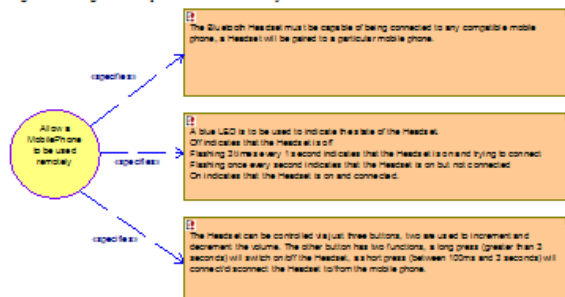 The Bluetooth Headset must be capable of being connected to any compatible mobile
phone, a Headset will be paired to a particular mobile phone.
«specifies»
Allow a
MobilePhone
to be used
remotely
«specifies»
A blue LED is to be used to indicate the state of the Headset.
Off indicates that the Headset is off
Flashing 3 times every 1 second indicates that the Headset is on and trying to connect
Flashing once every second indicates that the Headset is on but not connected
On indicates that the Headset is on and connected.
«specifies»
The Headset can be controlled via just three buttons, two are used to increment and
decrement the volume. The other button has two functions, a long press (greater than 3
seconds) will switch on/off the Headset, a short press (between 100ms and 3 seconds) will
connect/disconnect the Headset to/from the mobile phone.